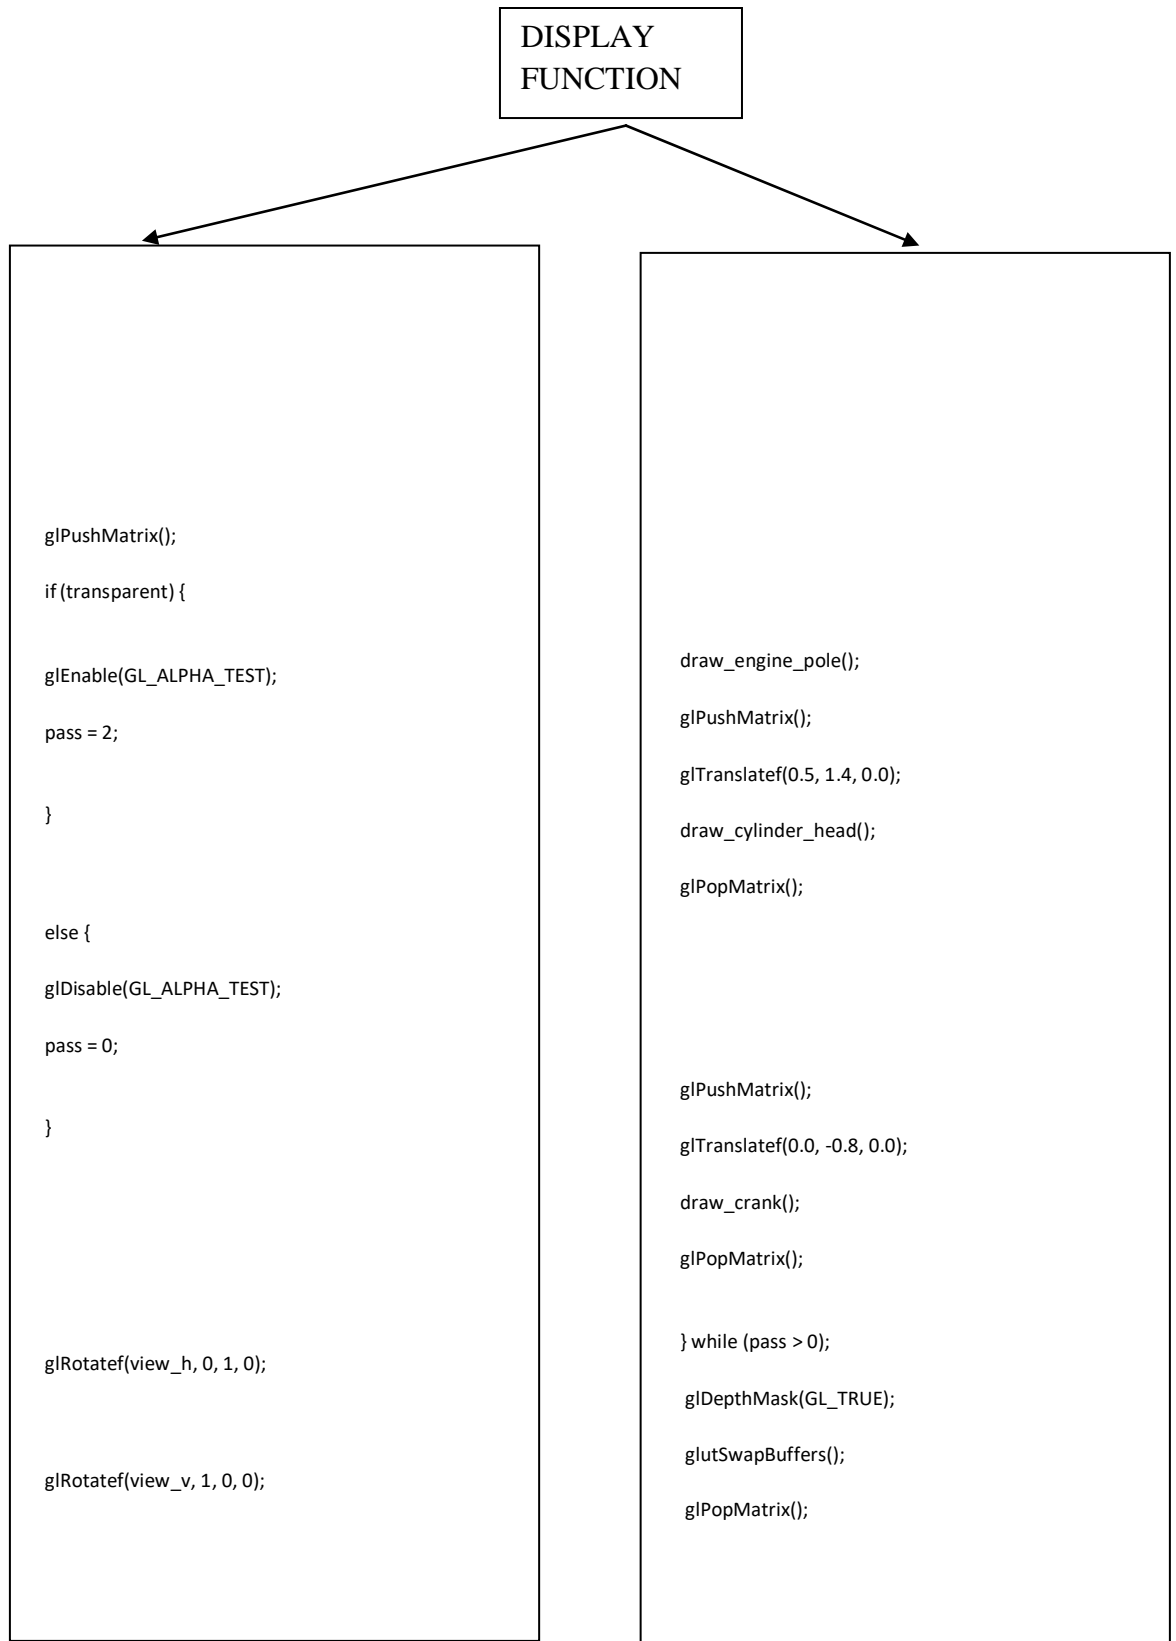 DISPLAY
FUNCTION
glPushMatrix();
if (transparent) {
glEnable(GL_ALPHA_TEST);
pass = 2;
}
else {
glDisable(GL_ALPHA_TEST);
pass = 0;
}
glRotatef(view_h, 0, 1, 0);
glRotatef(view_v, 1, 0, 0);
draw_engine_pole();
glPushMatrix();
glTranslatef(0.5, 1.4, 0.0);
draw_cylinder_head();
glPopMatrix();
glPushMatrix();
glTranslatef(0.0, -0.8, 0.0);
draw_crank();
glPopMatrix();
} while (pass > 0);
glDepthMask(GL_TRUE);
glutSwapBuffers();
glPopMatrix();